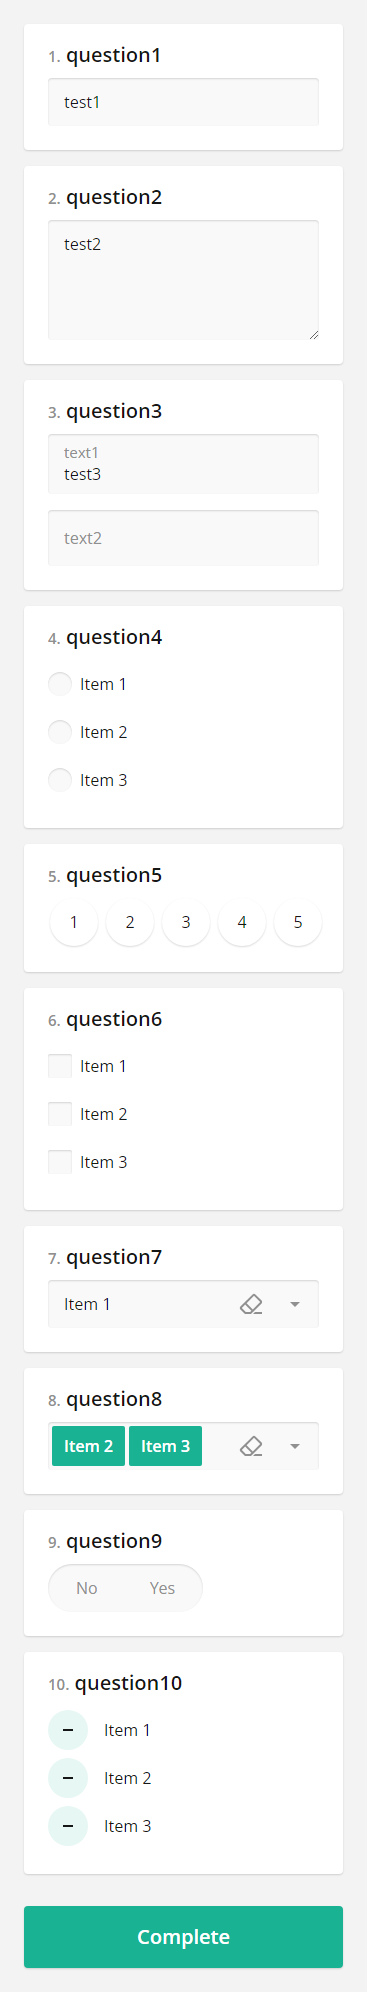 1. question1
test1
2. question2
test2
3. question3
text1
test3
text2
4. question4
Item 1
Item 2
Item 3
5. question5
1 2 3 4 5
6. question6
Item 1
Item 2
Item 3
7. question7
Item 1
8. question8
Item 2 Item 3
9. question9
No Yes
10. question10
Item 1
Item 2
Item 3
Complete